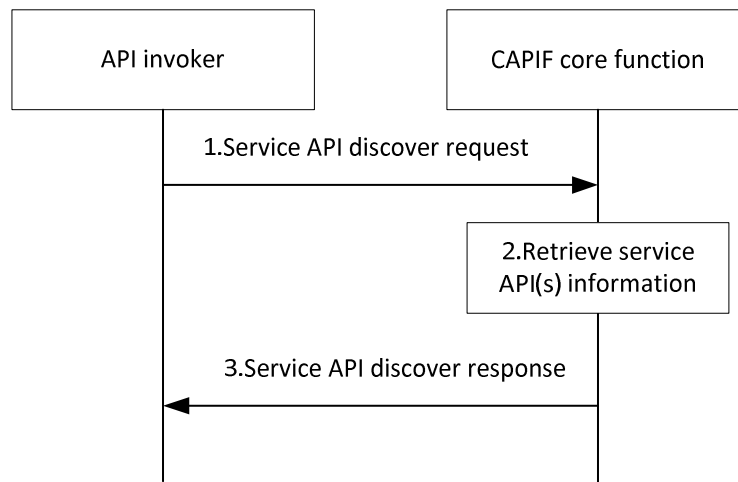 API invoker
CAPIF core function
1.Service API discover request
2.Retrieve service
API(s) information
3.Service API discover response